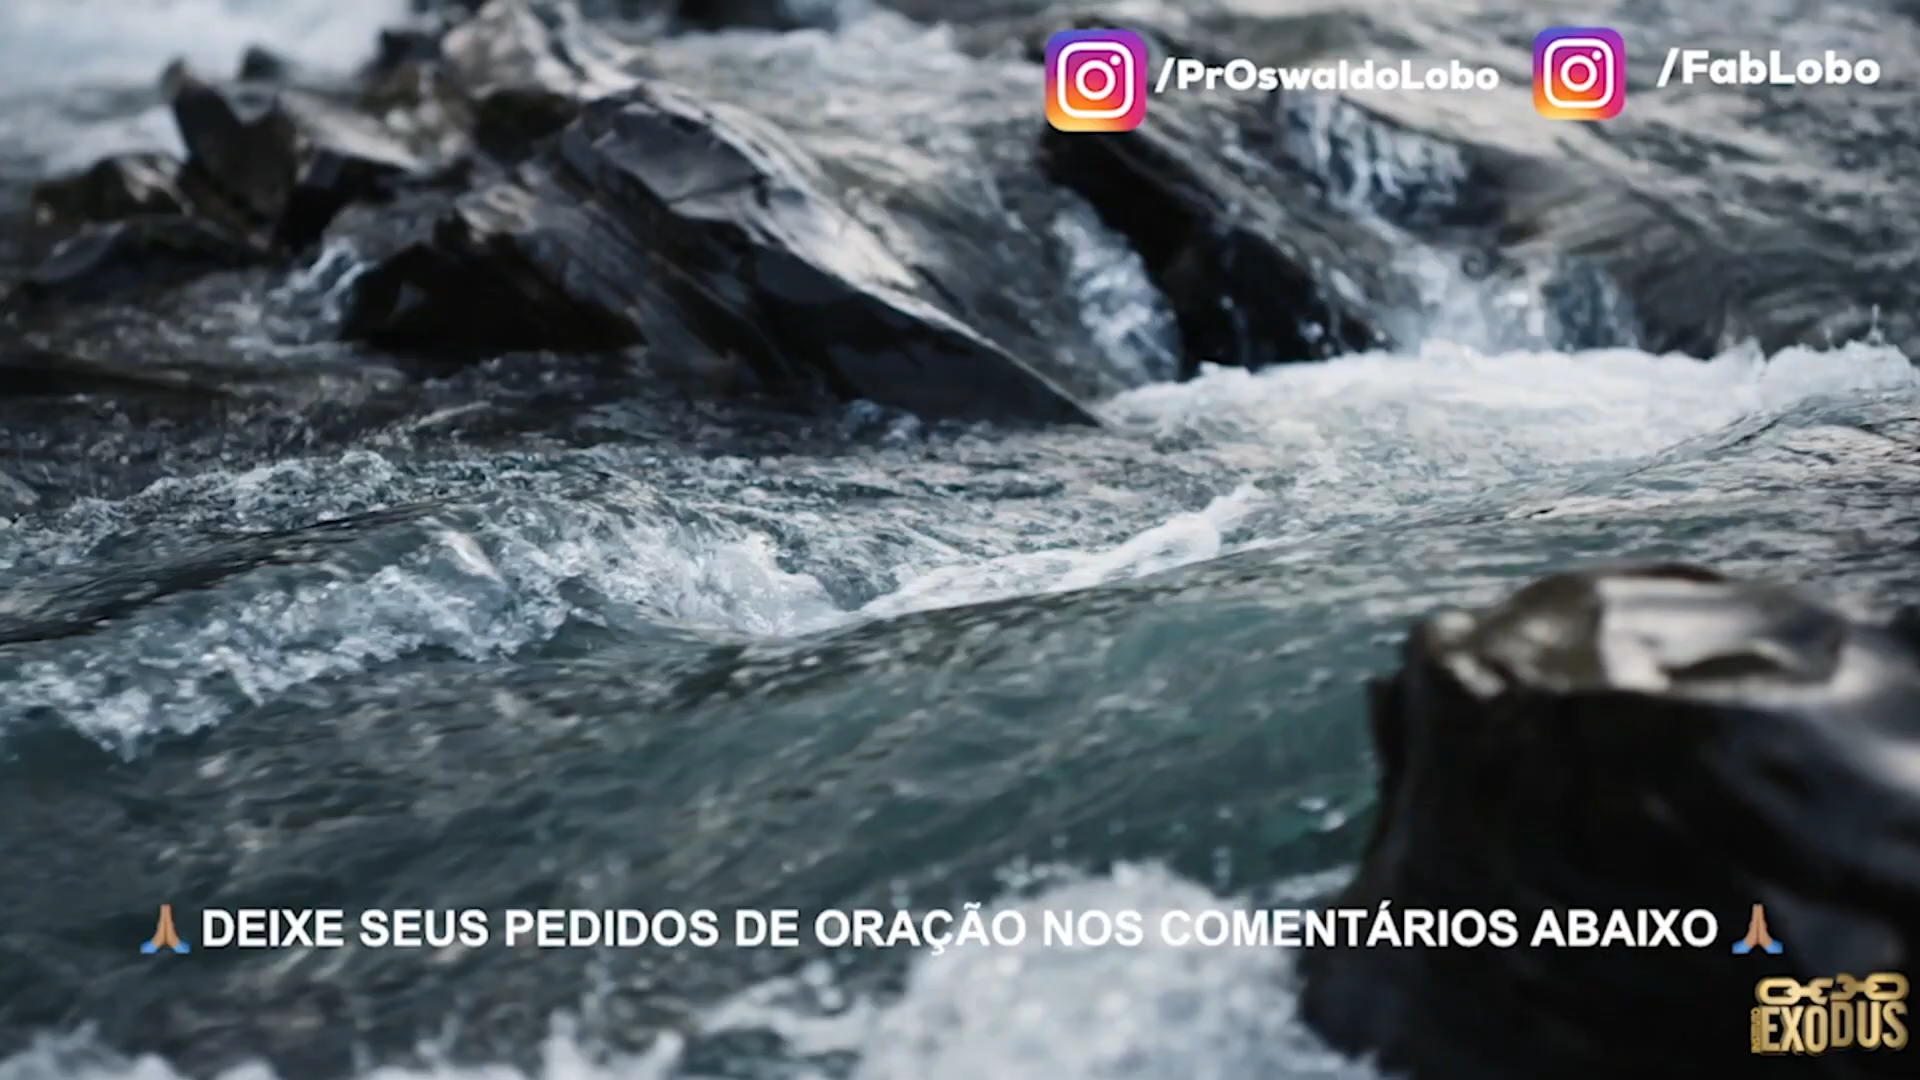 /PrOswaldoLobo
/FabLobo
🙏 DEIXE SEUS PEDIDOS DE ORAÇÃO NOS COMENTÁRIOS ABAIXO 🙏
EXODUS